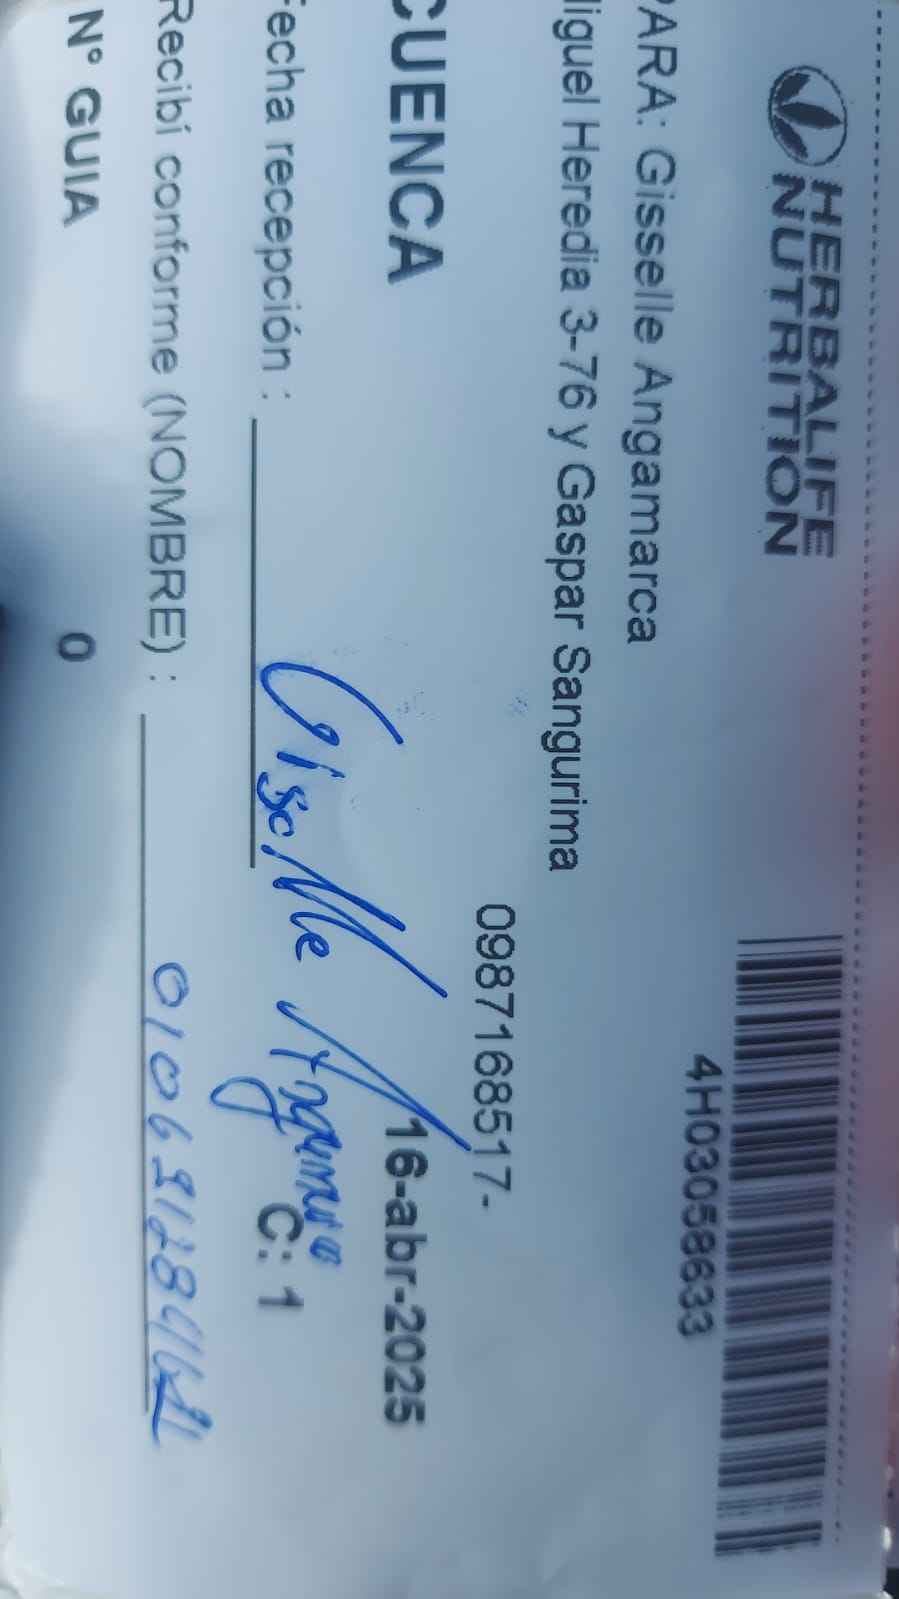 HERBALIFE
NUTRITION
4H03058633
PARA: Gisselle Angamarca
Miguel Heredia 3-76 y Gaspar Sangurima
0987168517-
CUENCA
16-abr-2025
Fecha recepción :
Gisselle
C: 1
Recibí conforme (NOMBRE) :
N° GUIA 0